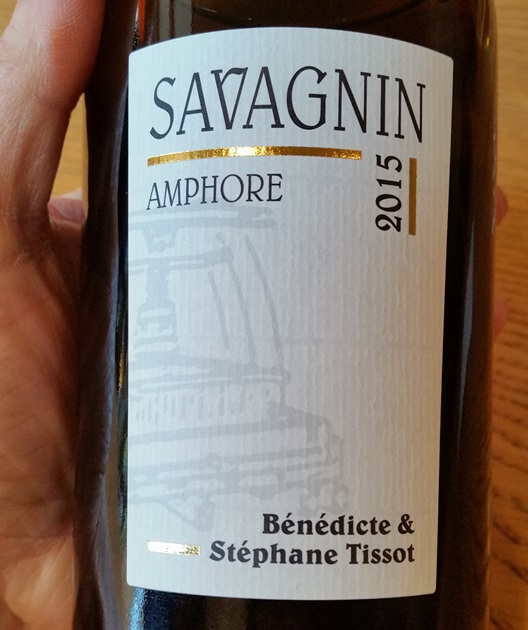 SAVAGNIN
AMPHORE
2015
Bénédicte &
Stéphane Tissot